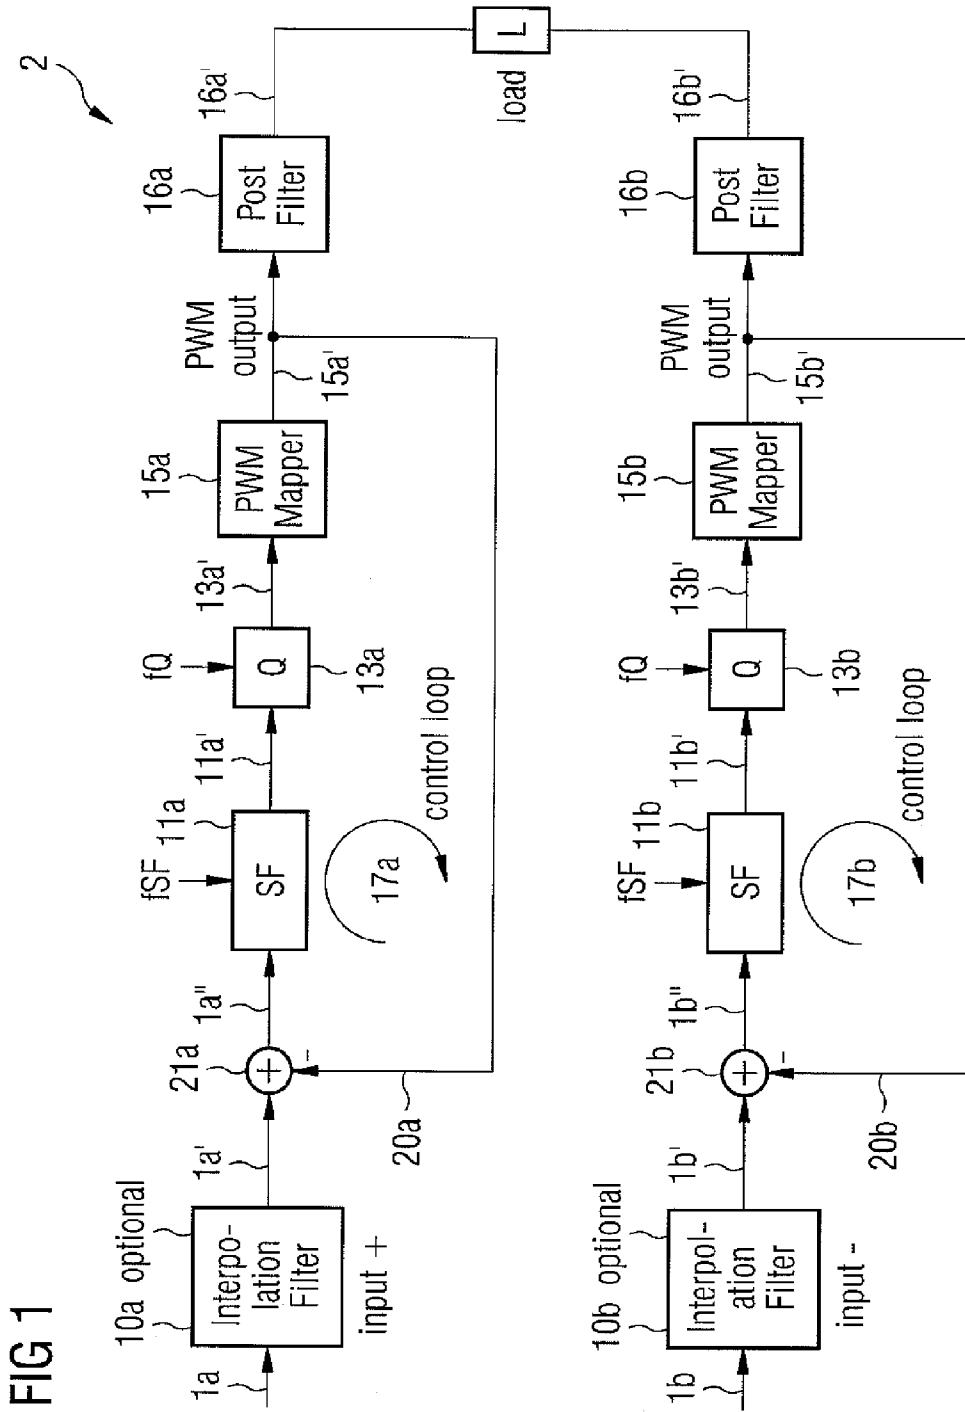 FIG 1
2
1a
10a optional
Interpo-
lation
Filter
input +
1a'
21a
+
-
20a
1a"
fSF
11a
SF
17a
control loop
11a'
fQ
Q
13a
13a'
15a
PWM
Mapper
15a'
PWM
output
16a
Post
Filter
16a'
L
load
1b
10b optional
Interpol-
ation
Filter
input -
1b'
21b
+
-
20b
1b"
fSF
11b
SF
17b
control loop
11b'
fQ
Q
13b
13b'
15b
PWM
Mapper
15b'
PWM
output
16b
Post
Filter
16b'